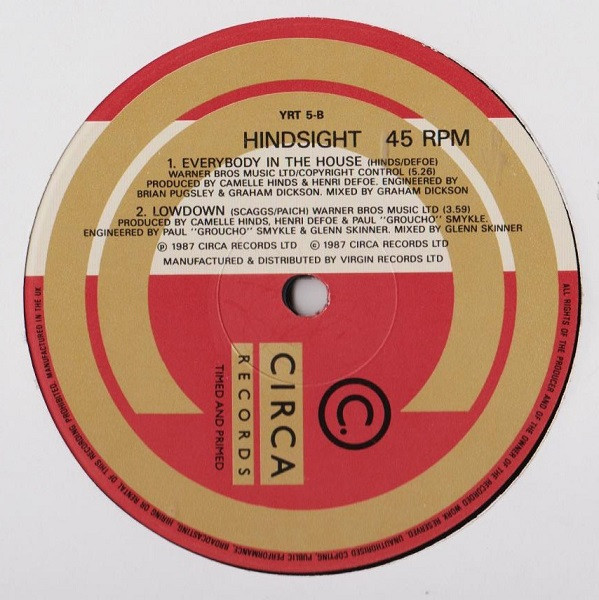 YRT 5-B
HINDSIGHT 45 RPM
1. EVERYBODY IN THE HOUSE (HINDS/DEFOE)
WARNER BROS MUSIC LTD/COPYRIGHT CONTROL (5.26)
PRODUCED BY CAMELLE HINDS & HENRI DEFOE. ENGINEERED BY
BRIAN PUGSLEY & GRAHAM DICKSON. MIXED BY GRAHAM DICKSON
2. LOWDOWN (SCAGGS/PAICH) WARNER BROS MUSIC LTD (3.59)
PRODUCED BY CAMELLE HINDS, HENRI DEFOE & PAUL "GROUCHO" SMYKLE.
ENGINEERED BY PAUL "GROUCHO" SMYKLE & GLENN SKINNER. MIXED BY GLENN SKINNER
℗ 1987 CIRCA RECORDS LTD © 1987 CIRCA RECORDS LTD
MANUFACTURED & DISTRIBUTED BY VIRGIN RECORDS LTD
C.
CIRCA
RECORDS
TIMED AND PRIMED
ALL RIGHTS OF THE PRODUCER AND OF THE OWNER OF THE RECORDED WORK RESERVED. UNAUTHORISED COPYING, PUBLIC PERFORMANCE, BROADCASTING, HIRING OR RENTAL OF THIS RECORDING PROHIBITED. MANUFACTURED IN THE UK